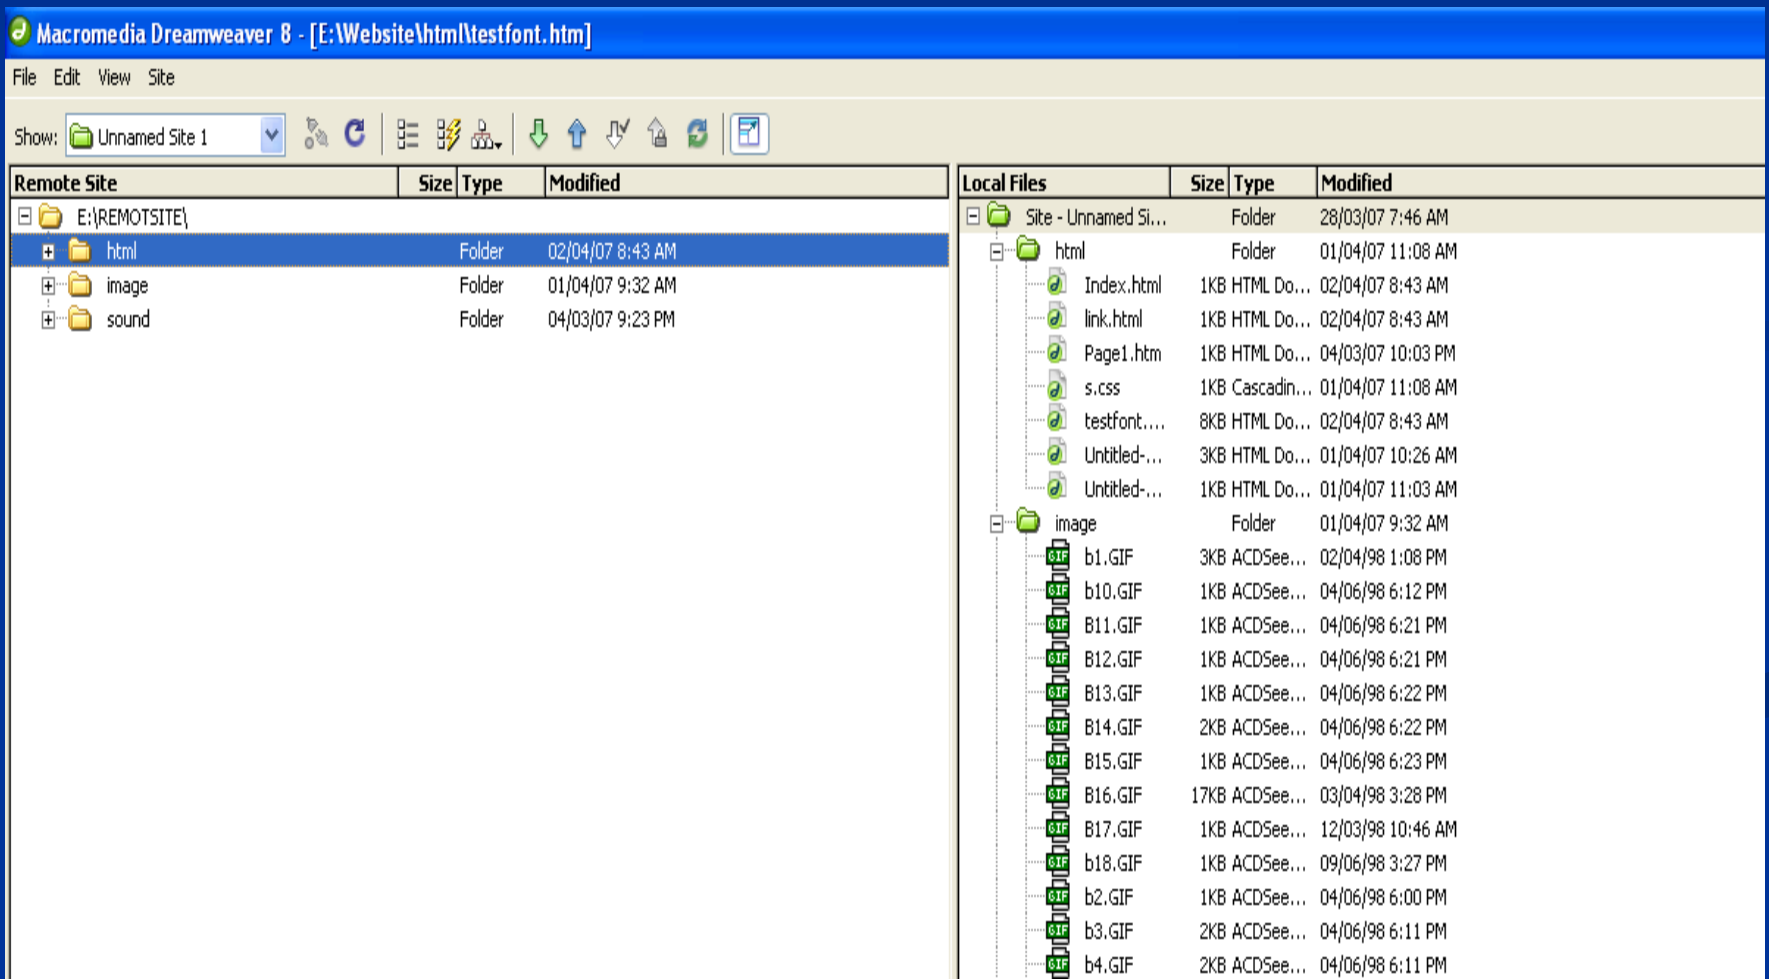 Macromedia Dreamweaver 8 - [E:\Website\html\testfont.htm]
File Edit View Site
Show: Unnamed Site 1
Remote Site Size Type Modified
E:\REMOTSITE\
html Folder 02/04/07 8:43 AM
image Folder 01/04/07 9:32 AM
sound Folder 04/03/07 9:23 PM
Local Files Size Type Modified
Site - Unnamed Si... Folder 28/03/07 7:46 AM
html Folder 01/04/07 11:08 AM
Index.html 1KB HTML Do... 02/04/07 8:43 AM
link.html 1KB HTML Do... 02/04/07 8:43 AM
Page1.htm 1KB HTML Do... 04/03/07 10:03 PM
s.css 1KB Cascadin... 01/04/07 11:08 AM
testfont.... 8KB HTML Do... 02/04/07 8:43 AM
Untitled-... 3KB HTML Do... 01/04/07 10:26 AM
Untitled-... 1KB HTML Do... 01/04/07 11:03 AM
image Folder 01/04/07 9:32 AM
GIF b1.GIF 3KB ACDSee... 02/04/98 1:08 PM
GIF b10.GIF 1KB ACDSee... 04/06/98 6:12 PM
GIF B11.GIF 1KB ACDSee... 04/06/98 6:21 PM
GIF B12.GIF 1KB ACDSee... 04/06/98 6:21 PM
GIF B13.GIF 1KB ACDSee... 04/06/98 6:22 PM
GIF B14.GIF 2KB ACDSee... 04/06/98 6:22 PM
GIF B15.GIF 1KB ACDSee... 04/06/98 6:23 PM
GIF B16.GIF 17KB ACDSee... 03/04/98 3:28 PM
GIF B17.GIF 1KB ACDSee... 12/03/98 10:46 AM
GIF b18.GIF 1KB ACDSee... 09/06/98 3:27 PM
GIF b2.GIF 1KB ACDSee... 04/06/98 6:00 PM
GIF b3.GIF 2KB ACDSee... 04/06/98 6:11 PM
GIF b4.GIF 2KB ACDSee... 04/06/98 6:11 PM